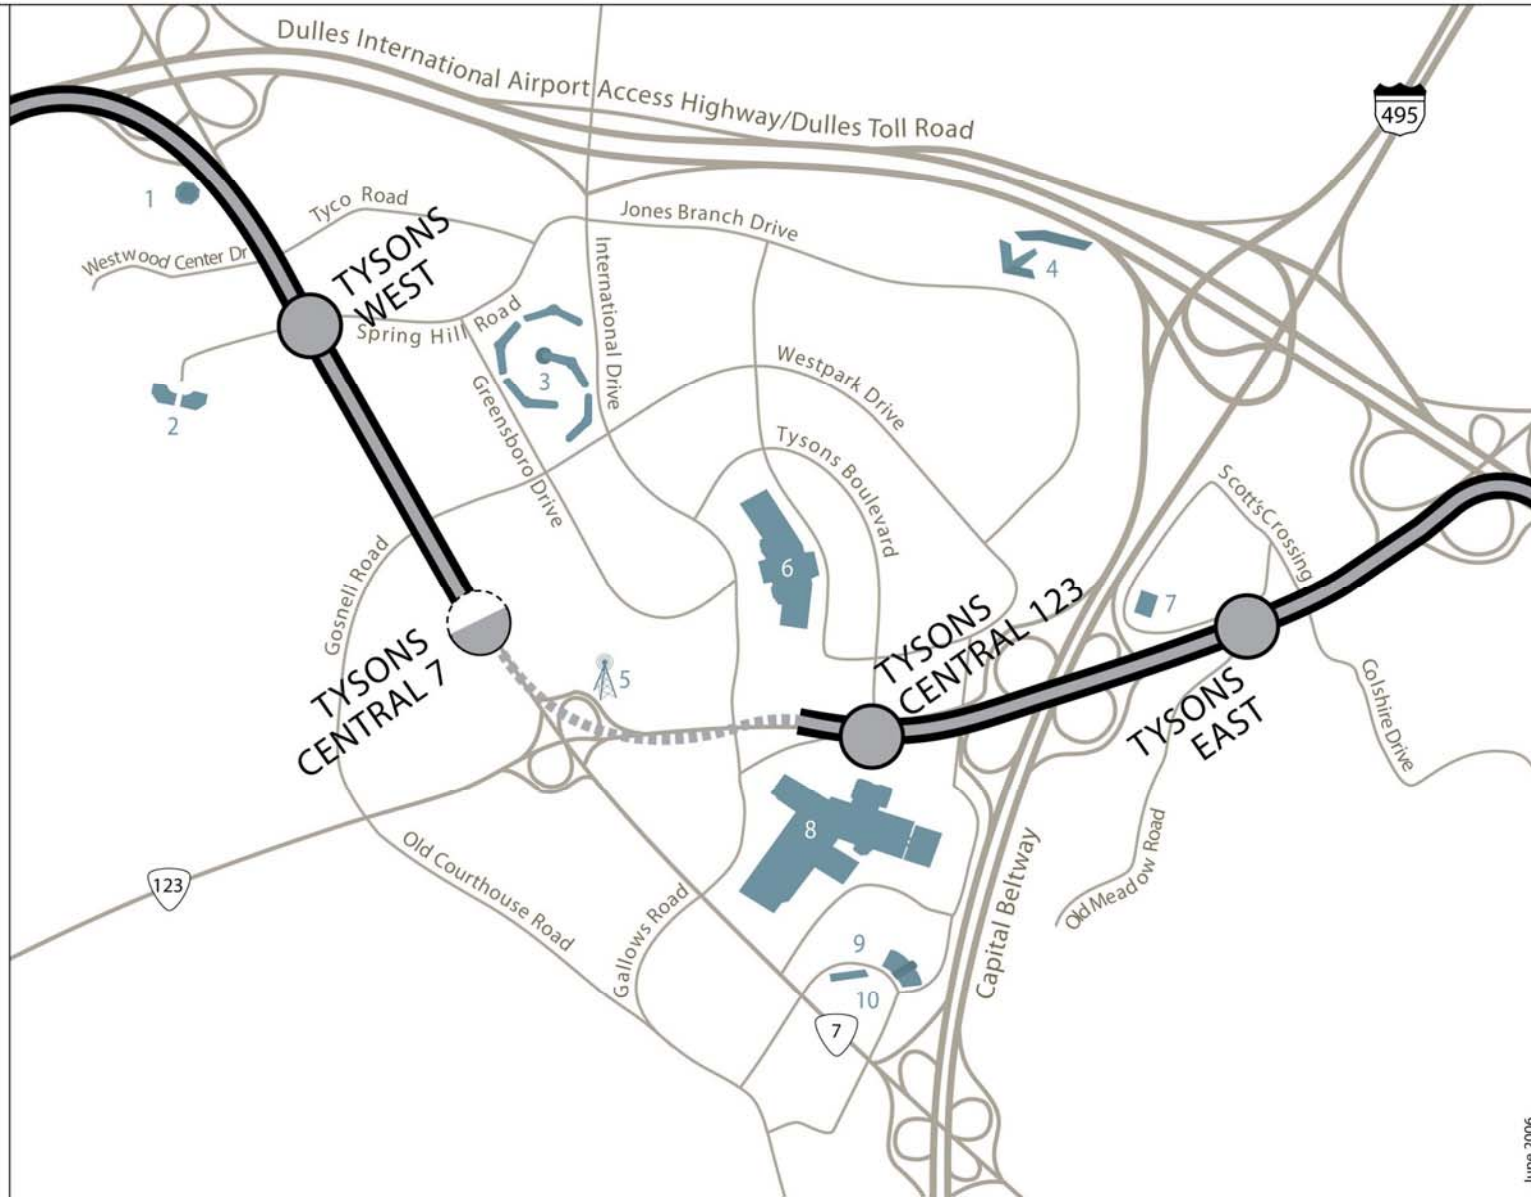 Dulles International Airport Access Highway/Dulles Toll Road
495
1
Tyco Road
Jones Branch Drive
Westwood Center Dr
TYSONS
WEST
International Drive
4
Spring Hill Road
3
Westpark Drive
2
Greensboro Drive
Tysons Boulevard
Scott's Crossing
Gosnell Road
6
7
TYSONS
CENTRAL 123
TYSONS
CENTRAL 7
5
TYSONS
EAST
Colshire Drive
8
123
Old Courthouse Road
Gallows Road
Capital Beltway
Old Meadow Road
9
10
7
June 2006